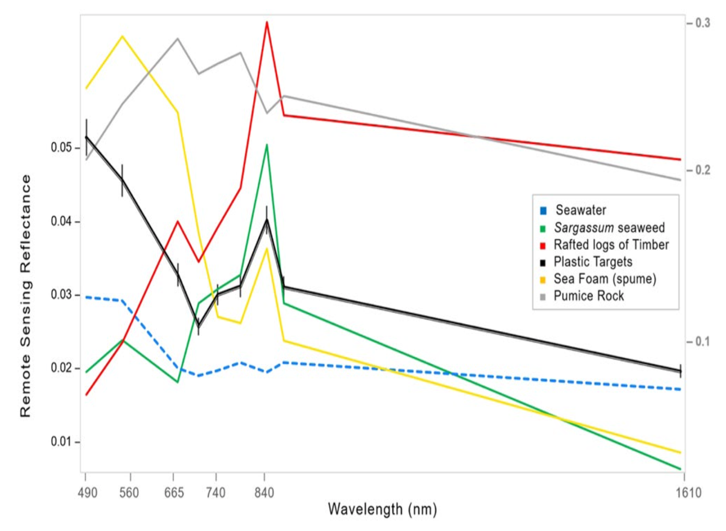 0.3
0.05
0.2
0.04
0.03
0.1
0.02
0.01
Remote Sensing Reflectance
Seawater
Sargassum seaweed
Rafted logs of Timber
Plastic Targets
Sea Foam (spume)
Pumice Rock
490 560 665 740 840 1610
Wavelength (nm)